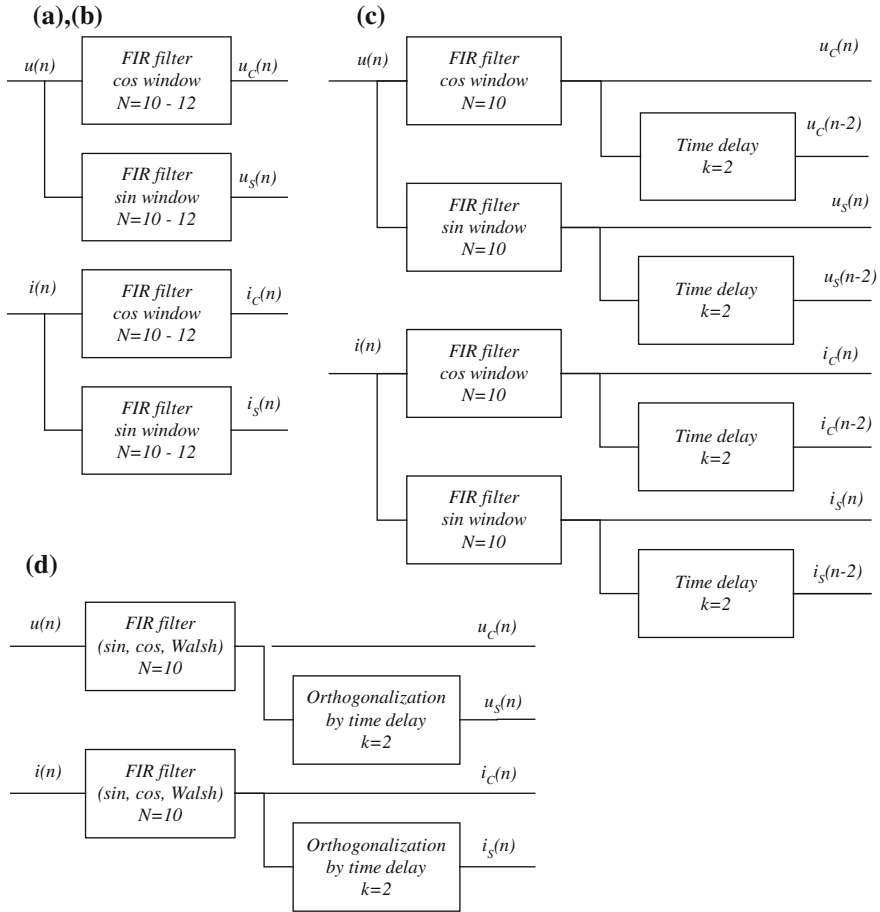 (a),(b)
u(n)
FIR filter
cos window
N=10 - 12
u_C(n)
FIR filter
sin window
N=10 - 12
u_S(n)
i(n)
FIR filter
cos window
N=10 - 12
i_C(n)
FIR filter
sin window
N=10 - 12
i_S(n)
(c)
u(n)
FIR filter
cos window
N=10
u_C(n)
Time delay
k=2
u_C(n-2)
FIR filter
sin window
N=10
u_S(n)
Time delay
k=2
u_S(n-2)
i(n)
FIR filter
cos window
N=10
i_C(n)
Time delay
k=2
i_C(n-2)
FIR filter
sin window
N=10
i_S(n)
Time delay
k=2
i_S(n-2)
(d)
u(n)
FIR filter
(sin, cos, Walsh)
N=10
u_C(n)
Orthogonalization
by time delay
k=2
u_S(n)
i(n)
FIR filter
(sin, cos, Walsh)
N=10
i_C(n)
Orthogonalization
by time delay
k=2
i_S(n)